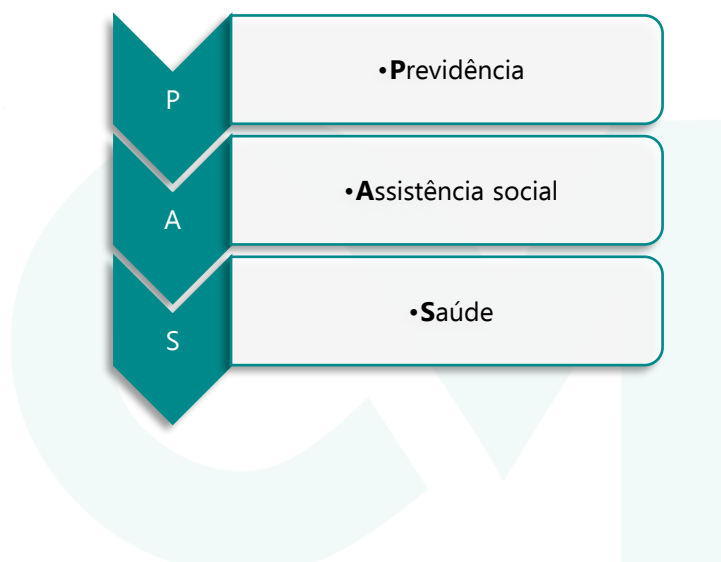 P
•Previdência
A
•Assistência social
S
•Saúde